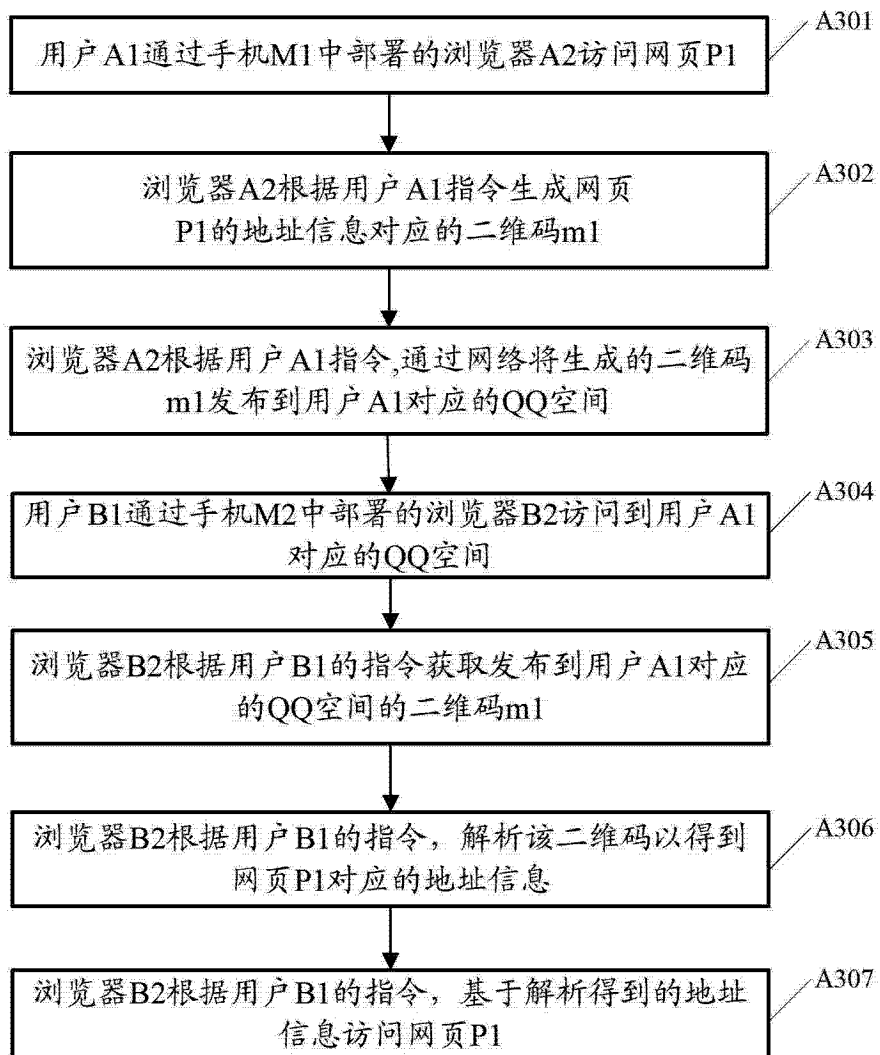 A301
用户A1通过手机M1中部署的浏览器A2访问网页P1
A302
浏览器A2根据用户A1指令生成网页
P1的地址信息对应的二维码m1
A303
浏览器A2根据用户A1指令,通过网络将生成的二维码
m1发布到用户A1对应的QQ空间
A304
用户B1通过手机M2中部署的浏览器B2访问到用户A1
对应的QQ空间
A305
浏览器B2根据用户B1的指令获取发布到用户A1对应
的QQ空间的二维码m1
A306
浏览器B2根据用户B1的指令，解析该二维码以得到
网页P1对应的地址信息
A307
浏览器B2根据用户B1的指令，基于解析得到的地址
信息访问网页P1